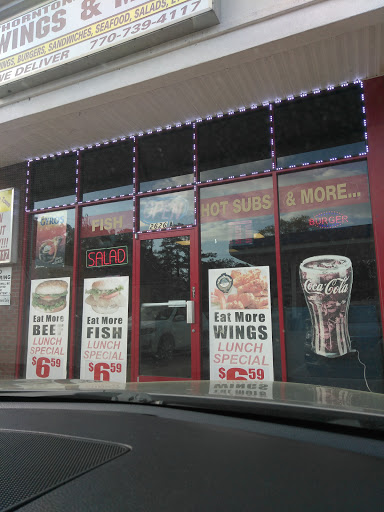 THORNTON
WINGS & M
WINGS, BURGERS, SANDWICHES, SEAFOOD, SALADS,
WE DELIVER 770-739-4117
FISH
HOT SUBS & MORE...
BURGER
SALAD
Coca-Cola
Eat More
BEEF
LUNCH
SPECIAL
$6.59
Eat More
FISH
LUNCH
SPECIAL
$6.59
Eat More
WINGS
LUNCH
SPECIAL
$6.59